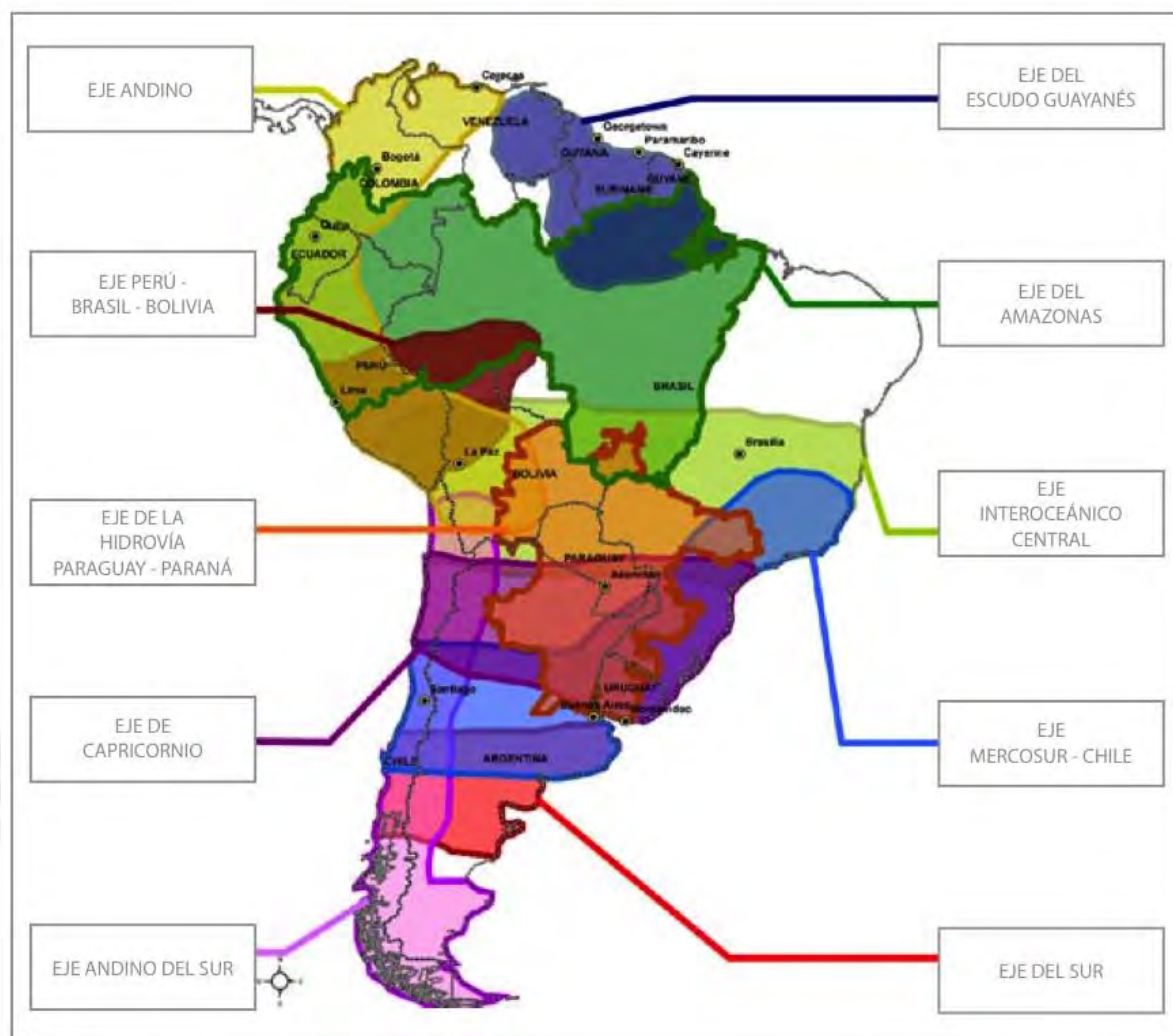 EJE ANDINO
EJE DEL
ESCUDO GUAYANÉS
EJE PERÚ -
BRASIL - BOLIVIA
EJE DEL
AMAZONAS
EJE DE LA
HIDROVÍA
PARAGUAY - PARANÁ
EJE
INTEROCEÁNICO
CENTRAL
EJE DE
CAPRICORNIO
EJE
MERCOSUR - CHILE
EJE ANDINO DEL SUR
EJE DEL SUR
Caracas
VENEZUELA
Georgetown
Paramaribo
GUYANA
Cayenne
SURINAME
Bogotá
COLOMBIA
Quito
ECUADOR
PERÚ
Lima
BRASIL
Brasilia
La Paz
BOLIVIA
PARAGUAY
Asunción
URUGUAY
Santiago
Buenos Aires
CHILE
ARGENTINA
N
S